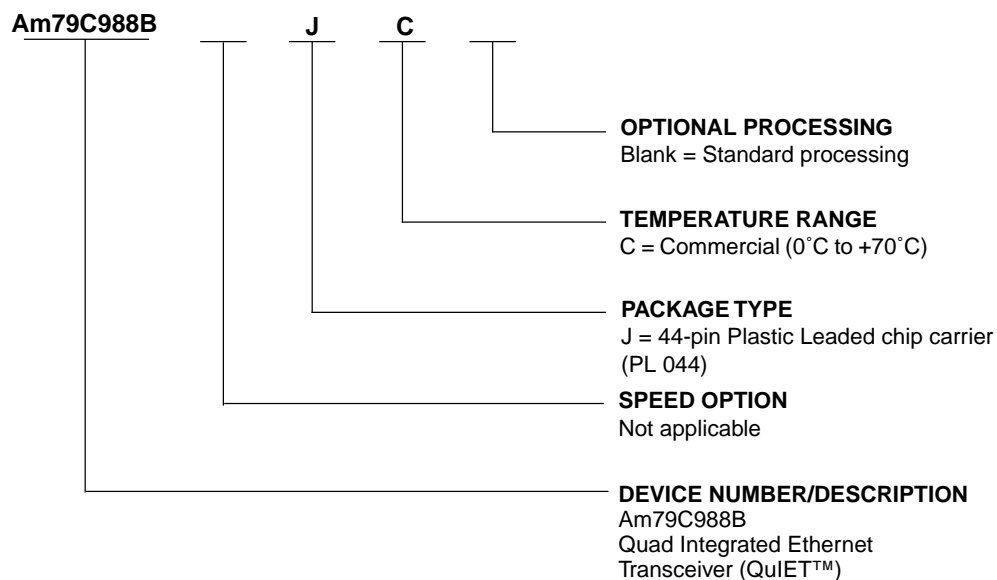 Am79C988B J C
OPTIONAL PROCESSING
Blank = Standard processing
TEMPERATURE RANGE
C = Commercial (0˚C to +70˚C)
PACKAGE TYPE
J = 44-pin Plastic Leaded chip carrier
(PL 044)
SPEED OPTION
Not applicable
DEVICE NUMBER/DESCRIPTION
Am79C988B
Quad Integrated Ethernet
Transceiver (QuIET™)